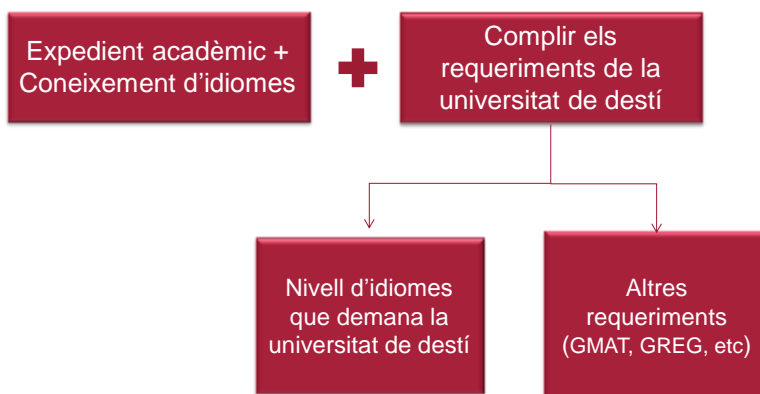 Expedient acadèmic +
Coneixement d’idiomes
Complir els
requeriments de la
universitat de destí
Nivell d’idiomes
que demana la
universitat de destí
Altres
requeriments
(GMAT, GREG, etc)